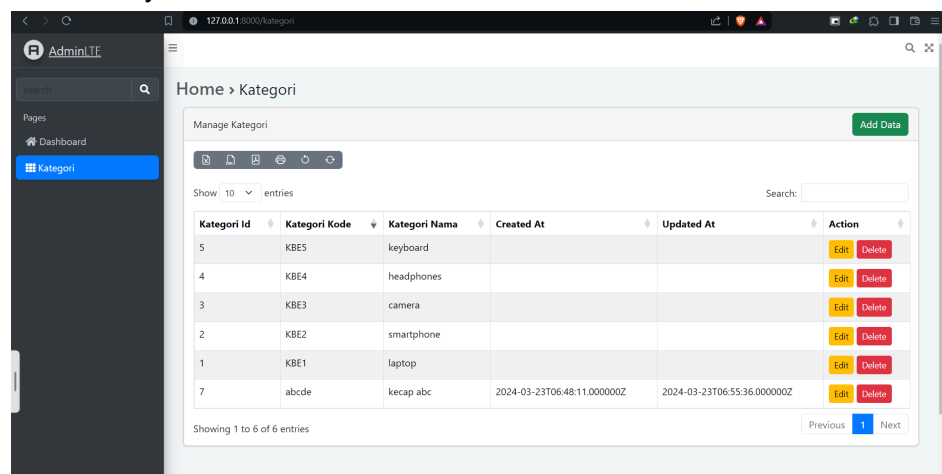 127.0.0.1:8000/kategori
AdminLTE
search
Home › Kategori
Pages
Dashboard
Kategori
Manage Kategori
Add Data
Show 10 entries
Search:
Kategori Id Kategori Kode Kategori Nama Created At Updated At Action
5 KBE5 keyboard Edit Delete
4 KBE4 headphones Edit Delete
3 KBE3 camera Edit Delete
2 KBE2 smartphone Edit Delete
1 KBE1 laptop Edit Delete
7 abcde kecap abc 2024-03-23T06:48:11.000000Z 2024-03-23T06:55:36.000000Z Edit Delete
Showing 1 to 6 of 6 entries
Previous 1 Next